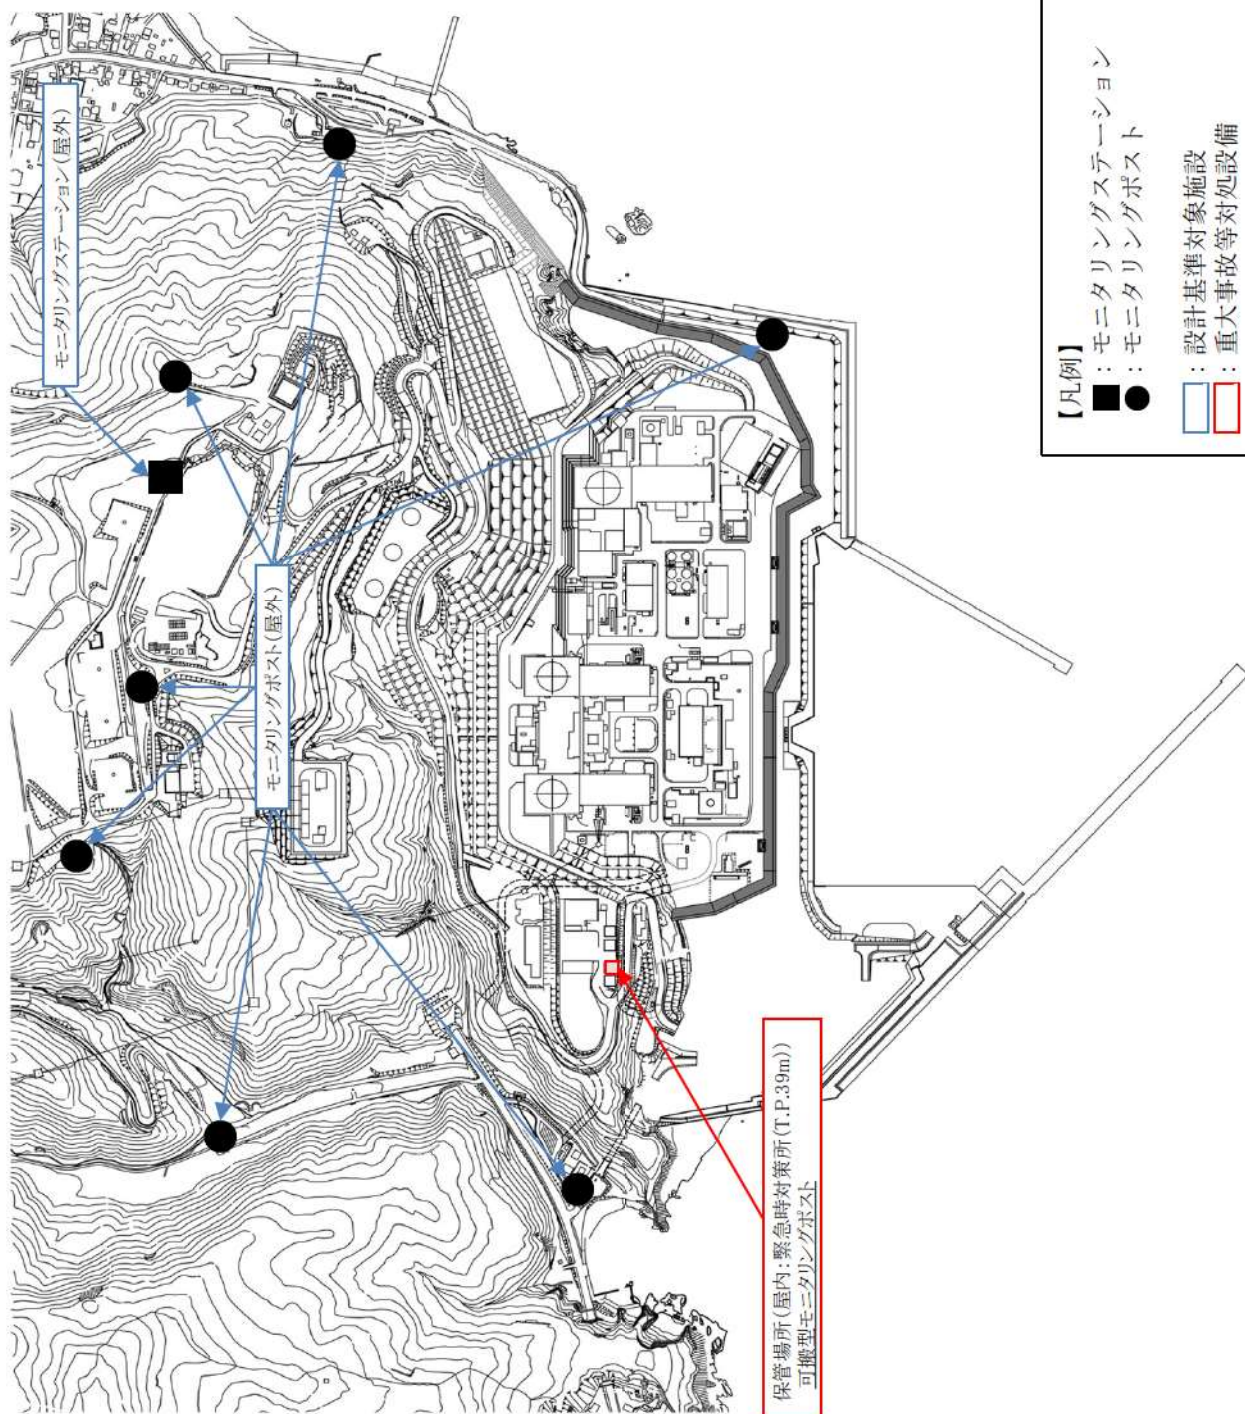 モニタリングステーション(屋外)
モニタリングポスト(屋外)
保管場所(屋内:緊急時対策所(T.P.39m))
可搬型モニタリングポスト
【凡例】
■:モニタリングステーション
●:モニタリングポスト
:設計基準対象施設
:重大事故等対処設備